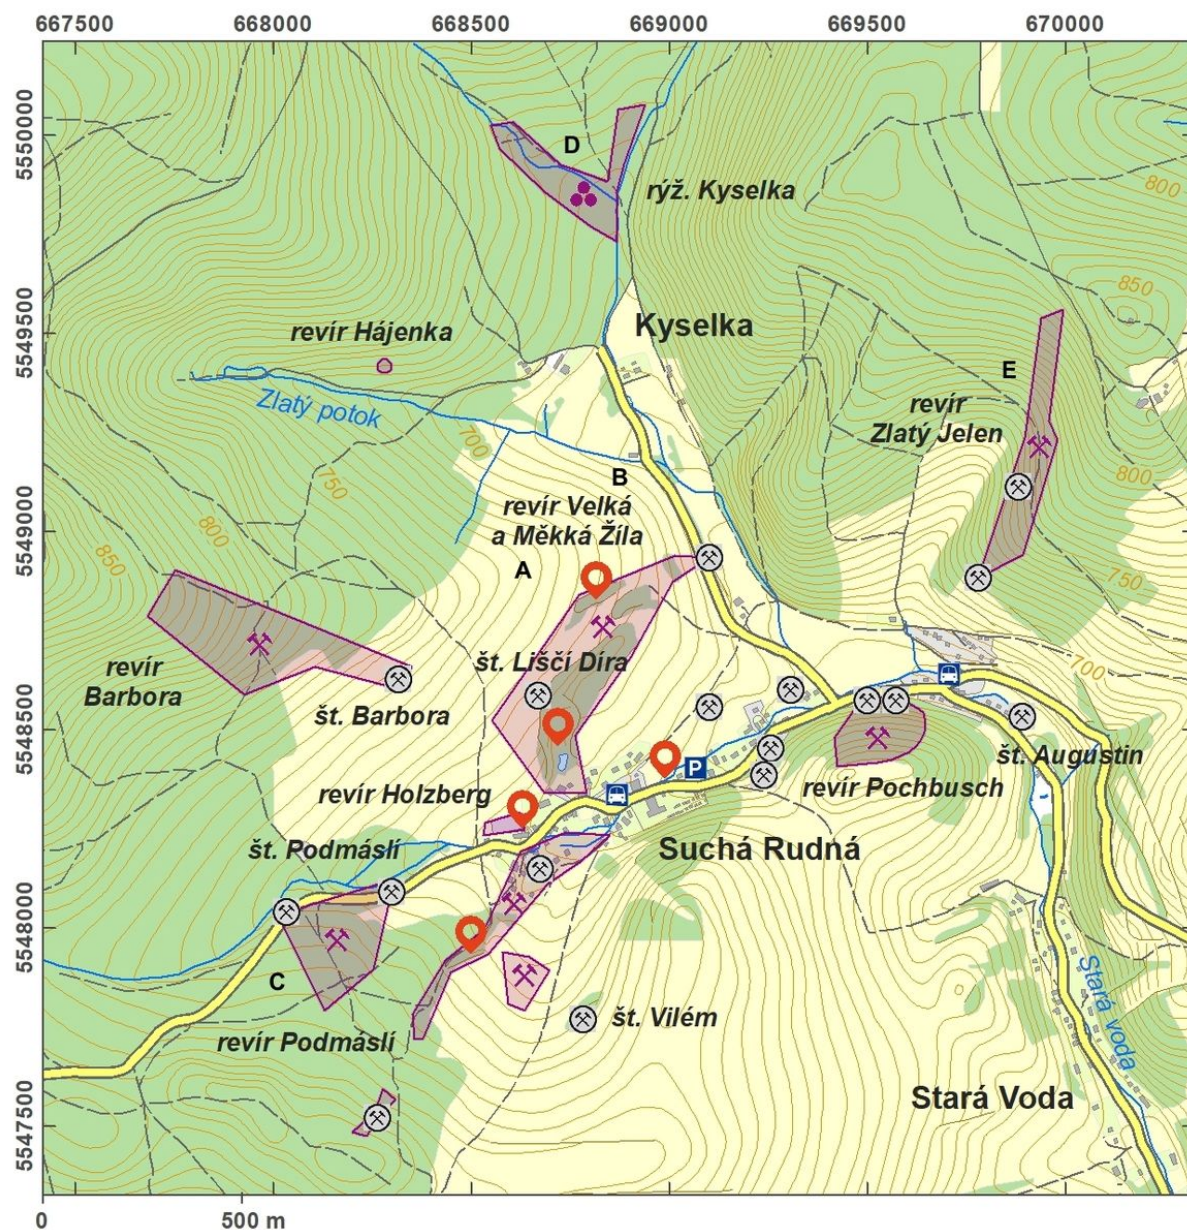 667500 668000 668500 669000 669500 670000
5550000
D
rýž. Kyselka
800
850
5549500
Kyselka
revír Hájenka
E
revír
Zlatý Jelen
Zlatý potok
700
750
800
850
B
800
5549000
revír Velká
a Měkká Žíla
A
750
700
revír
Barbora
št. Liščí Díra
št. Barbora
5548500
P
št. Augustin
revír Pochbusch
revír Holzberg
Suchá Rudná
št. Podmáslí
5548000
C
Stará voda
revír Podmáslí
št. Vilém
Stará Voda
5547500
0 500 m